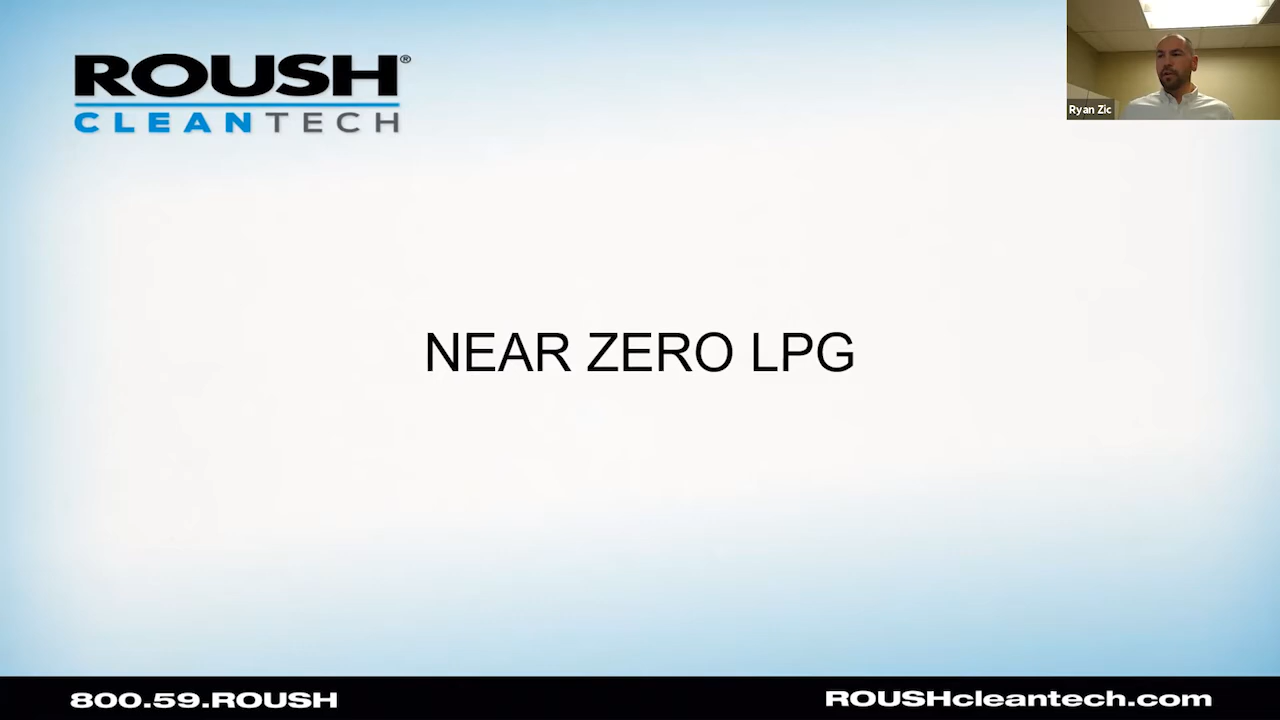 ROUSH®
CLEANTECH
Ryan Zic
NEAR ZERO LPG
800.59.ROUSH
ROUSHcleantech.com